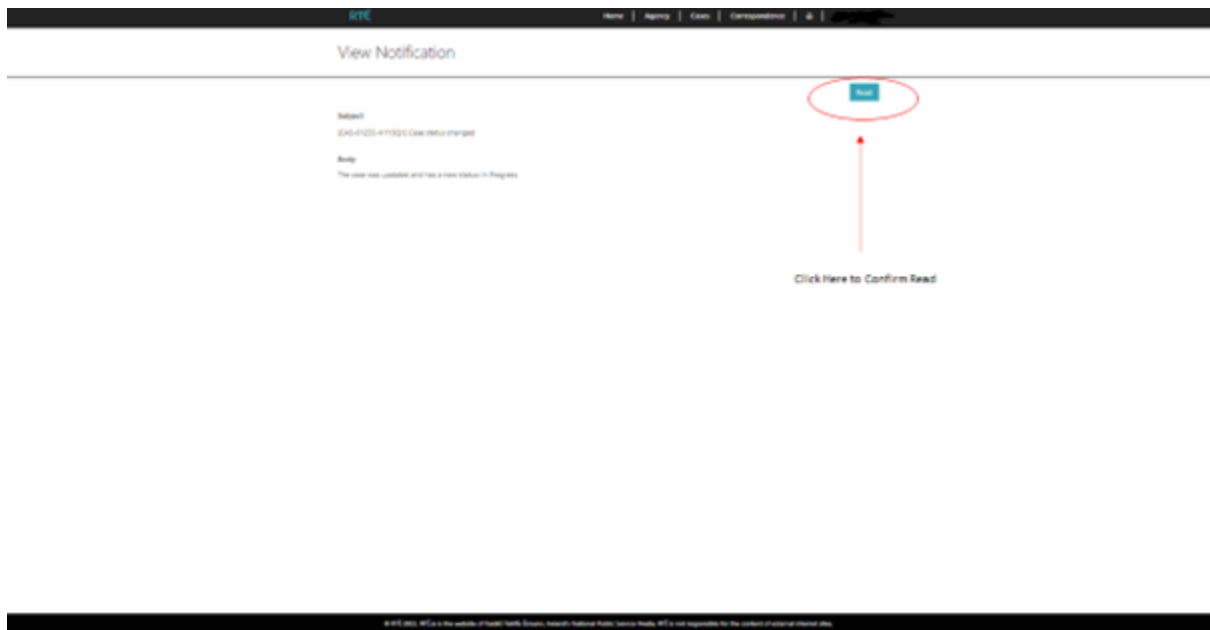 RTÉ
Home | Agency | Cases | Correspondence |
View Notification
Read
Subject
Case status changed
Body
The case was updated and has a new status: In Progress
Click Here to Confirm Read
© RTÉ RTÉ.ie is the website of Raidió Teilifís Éireann, Ireland's National Public Service Media. RTÉ is not responsible for the content of external internet sites.